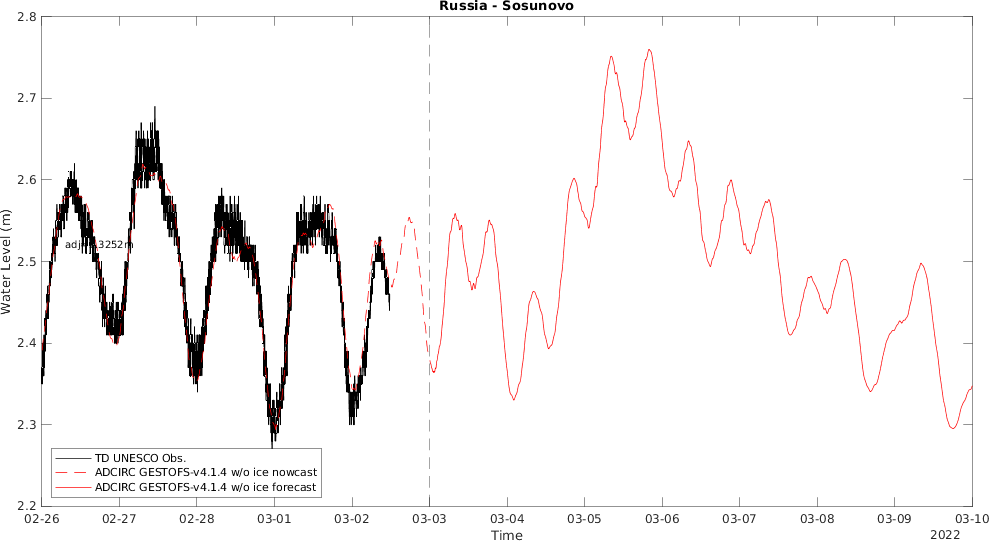 Russia - Sosunovo
2.8
2.7
2.6
2.5
2.4
2.3
2.2
Water Level (m)
TD UNESCO Obs.
ADCIRC GESTOFS-v4.1.4 w/o ice nowcast
ADCIRC GESTOFS-v4.1.4 w/o ice forecast
02-26 02-27 02-28 03-01 03-02 03-03 03-04 03-05 03-06 03-07 03-08 03-09 03-10
Time
2022